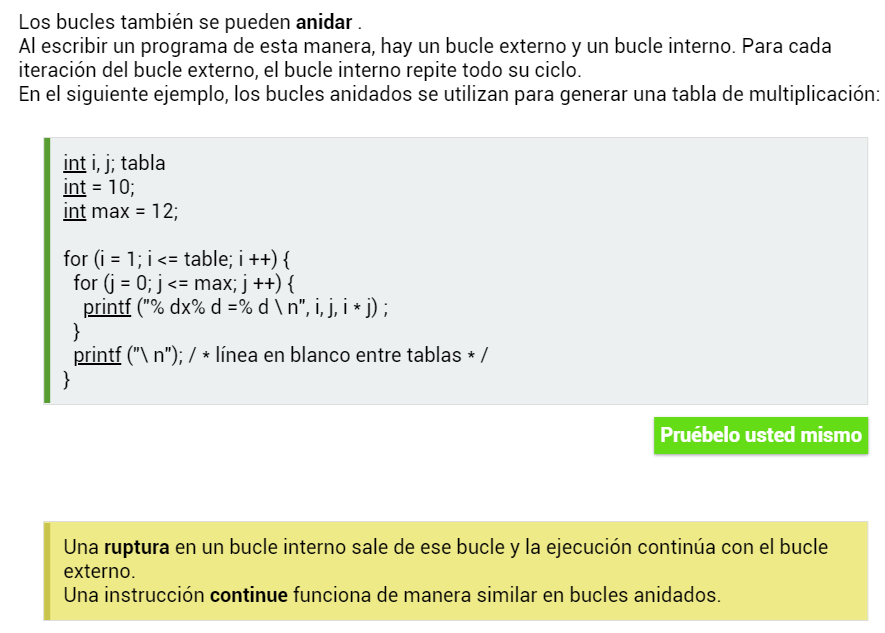 Los bucles también se pueden anidar .
Al escribir un programa de esta manera, hay un bucle externo y un bucle interno. Para cada
iteración del bucle externo, el bucle interno repite todo su ciclo.
En el siguiente ejemplo, los bucles anidados se utilizan para generar una tabla de multiplicación:
int i, j; tabla
int = 10;
int max = 12;
for (i = 1; i <= table; i ++) {
for (j = 0; j <= max; j ++) {
printf ("% dx% d =% d \ n", i, j, i * j) ;
}
printf ("\ n"); / * línea en blanco entre tablas * /
}
Pruébelo usted mismo
Una ruptura en un bucle interno sale de ese bucle y la ejecución continúa con el bucle
externo.
Una instrucción continue funciona de manera similar en bucles anidados.